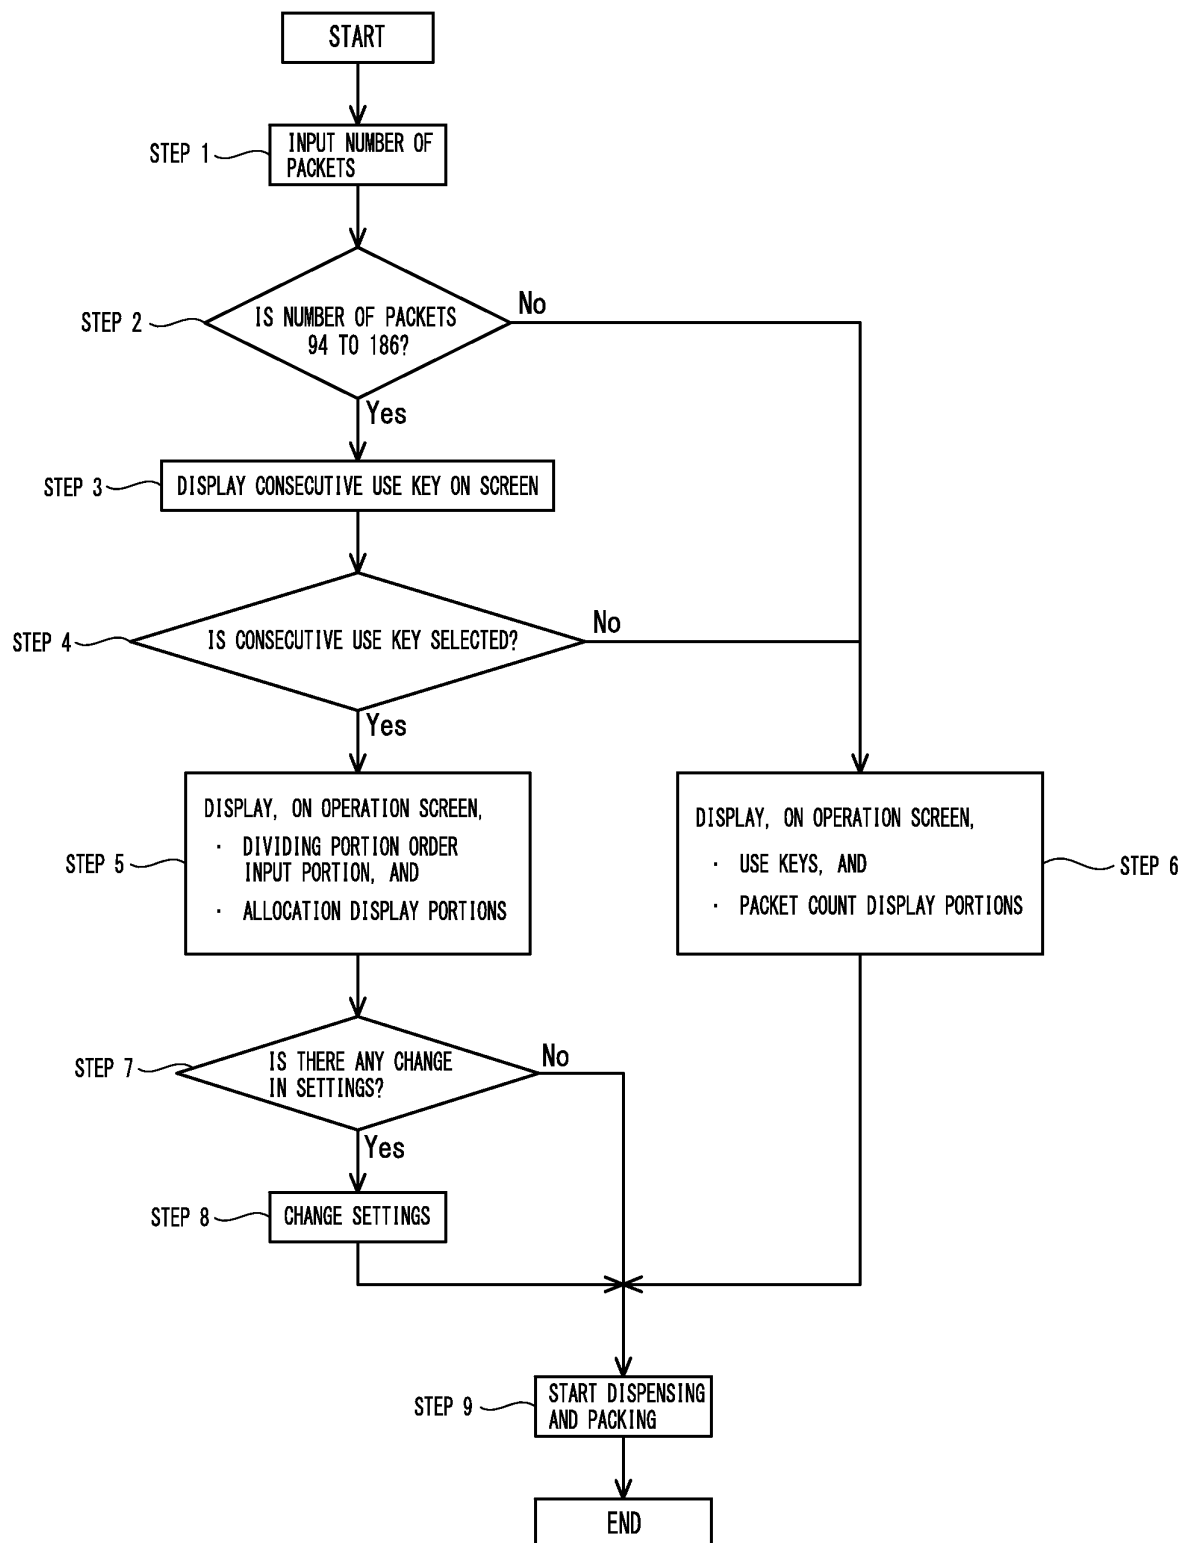 START
STEP 1
INPUT NUMBER OF
PACKETS
STEP 2
IS NUMBER OF PACKETS
94 TO 186?
No
Yes
STEP 3
DISPLAY CONSECUTIVE USE KEY ON SCREEN
STEP 4
IS CONSECUTIVE USE KEY SELECTED?
No
Yes
STEP 5
DISPLAY, ON OPERATION SCREEN,
· DIVIDING PORTION ORDER
INPUT PORTION, AND
· ALLOCATION DISPLAY PORTIONS
DISPLAY, ON OPERATION SCREEN,
· USE KEYS, AND
· PACKET COUNT DISPLAY PORTIONS
STEP 6
STEP 7
IS THERE ANY CHANGE
IN SETTINGS?
No
Yes
STEP 8
CHANGE SETTINGS
STEP 9
START DISPENSING
AND PACKING
END